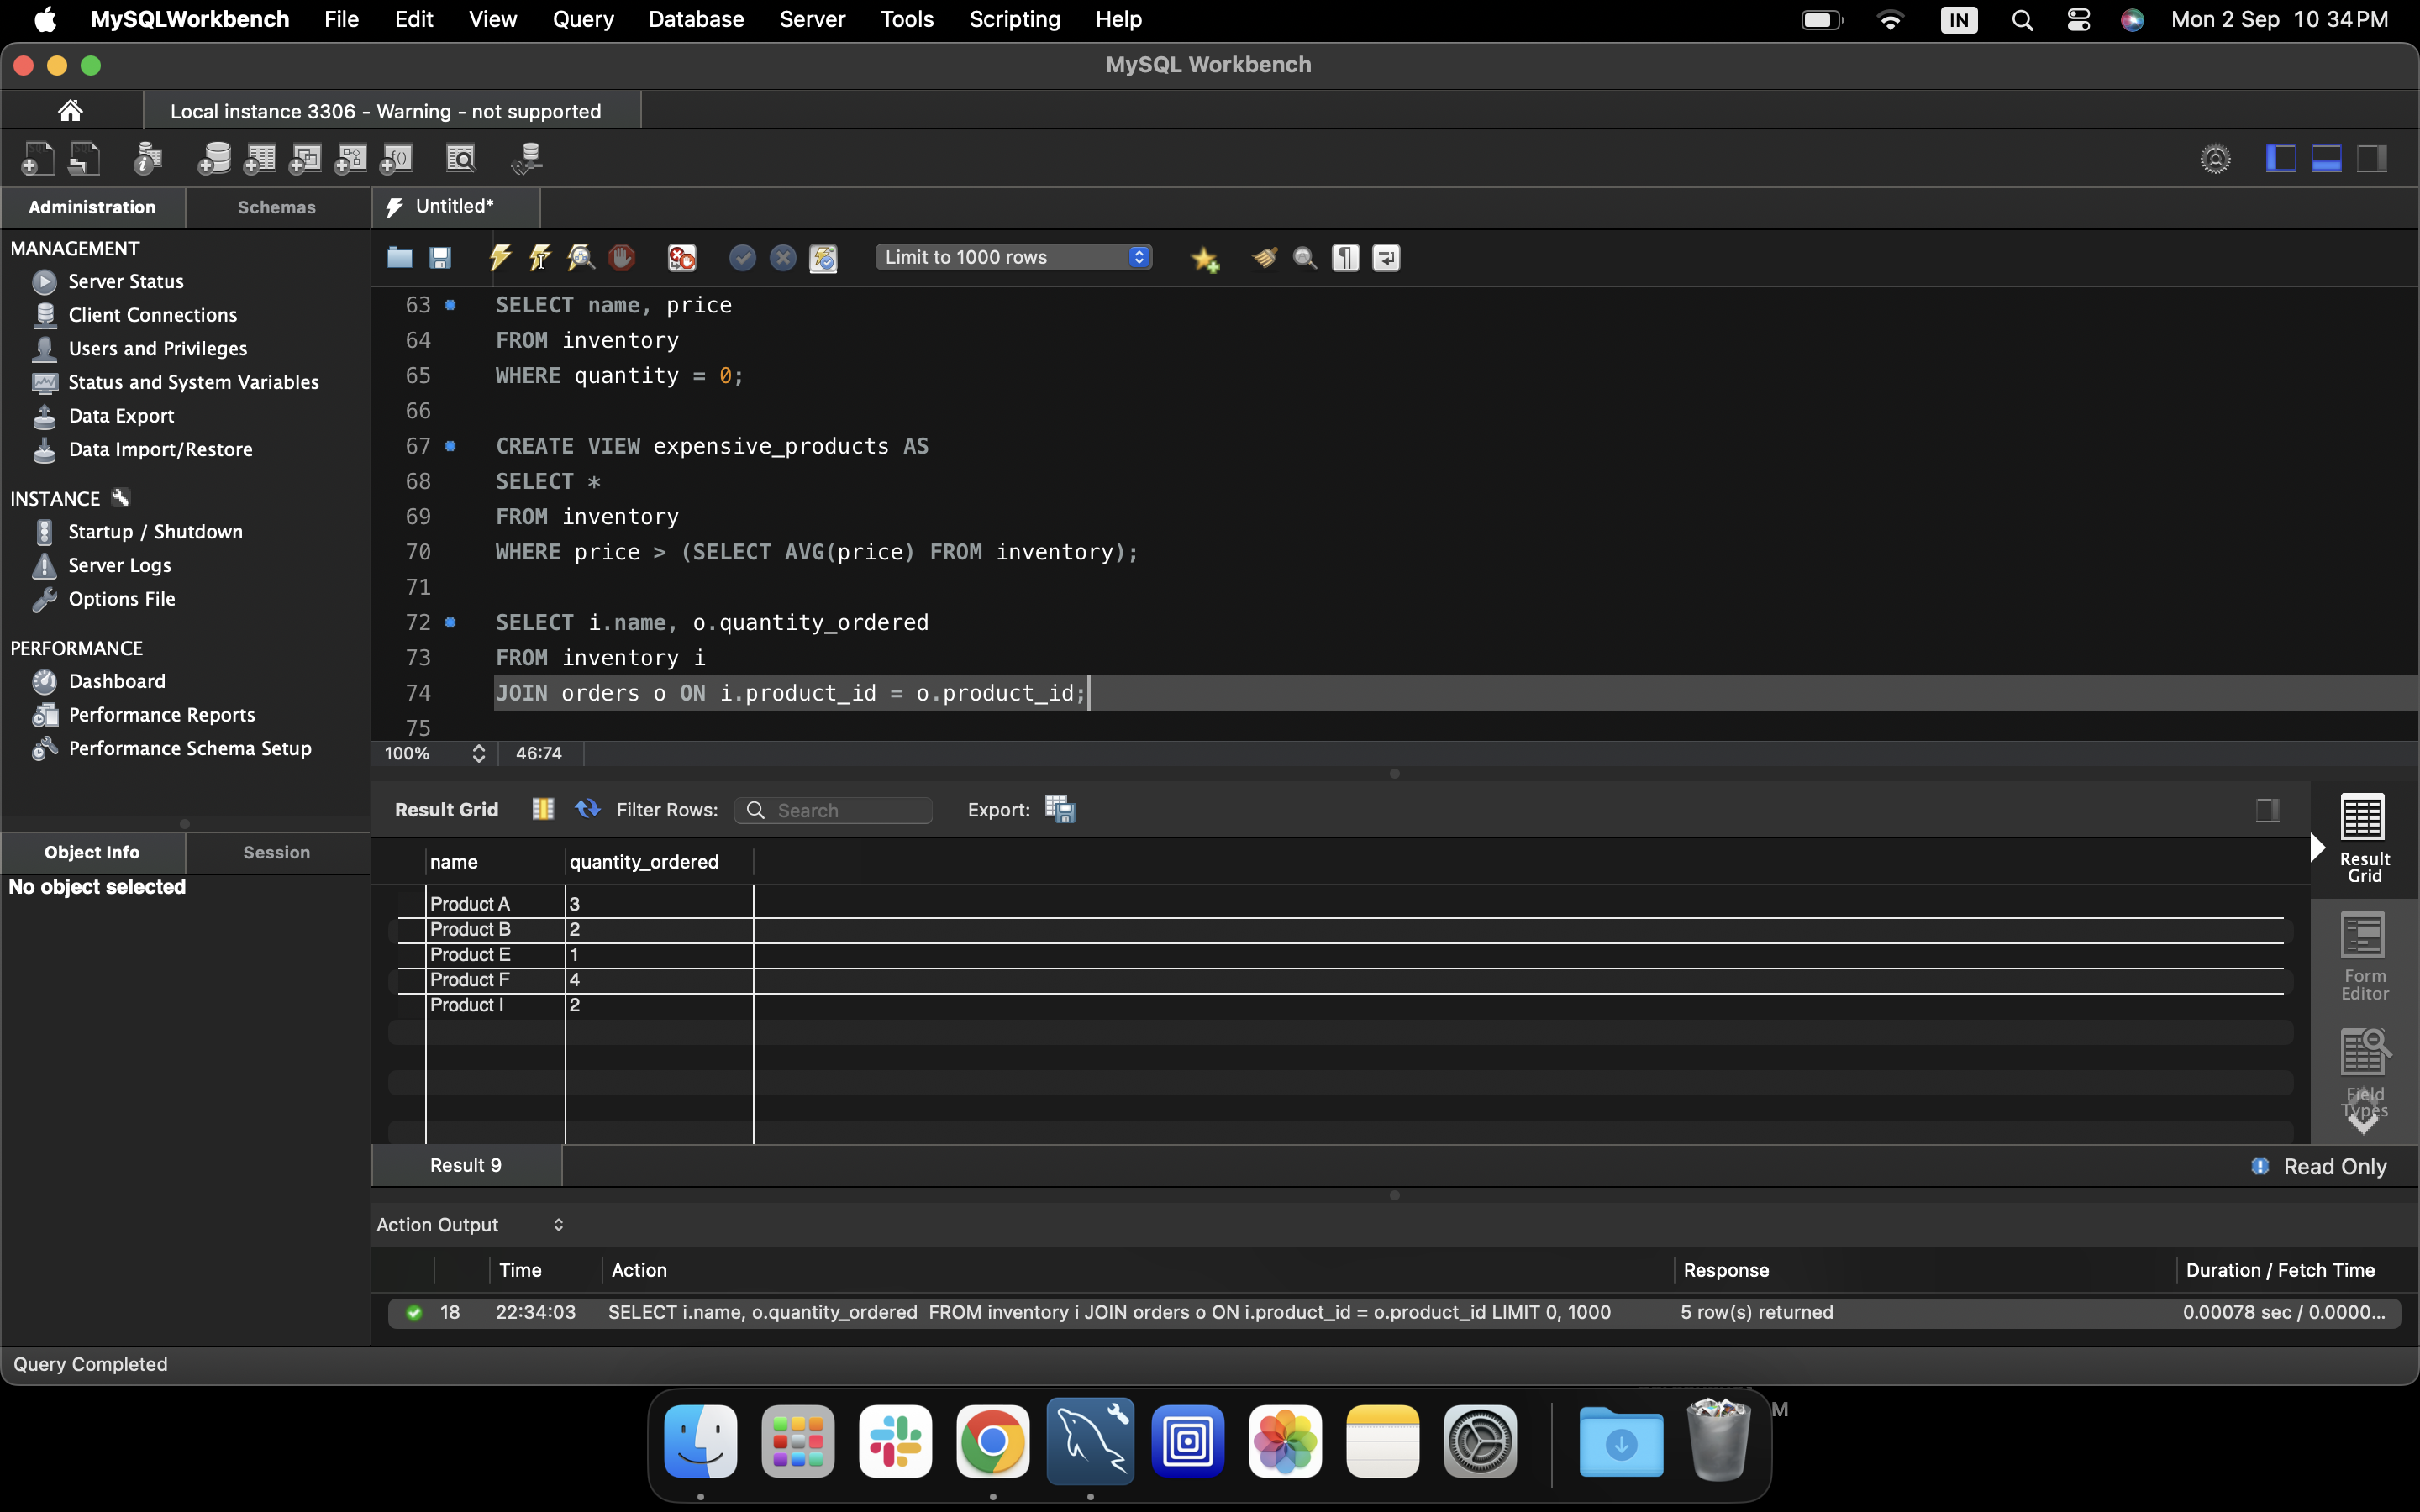 MySQLWorkbench File Edit View Query Database Server Tools Scripting Help IN Mon 2 Sep 10 34 PM
MySQL Workbench
Local instance 3306 - Warning - not supported
Administration Schemas Untitled*
MANAGEMENT
Server Status
Client Connections
Users and Privileges
Status and System Variables
Data Export
Data Import/Restore
INSTANCE
Startup / Shutdown
Server Logs
Options File
PERFORMANCE
Dashboard
Performance Reports
Performance Schema Setup
Object Info Session
No object selected
Limit to 1000 rows
63 SELECT name, price
64 FROM inventory
65 WHERE quantity = 0;
66
67 CREATE VIEW expensive_products AS
68 SELECT *
69 FROM inventory
70 WHERE price > (SELECT AVG(price) FROM inventory);
71
72 SELECT i.name, o.quantity_ordered
73 FROM inventory i
74 JOIN orders o ON i.product_id = o.product_id;
75
100% 46:74
Result Grid Filter Rows: Search Export:
name quantity_ordered
Product A 3
Product B 2
Product E 1
Product F 4
Product I 2
Result
Grid
Form
Editor
Field
Types
Result 9 Read Only
Action Output
Time Action Response Duration / Fetch Time
18 22:34:03 SELECT i.name, o.quantity_ordered FROM inventory i JOIN orders o ON i.product_id = o.product_id LIMIT 0, 1000 5 row(s) returned 0.00078 sec / 0.0000...
Query Completed
M